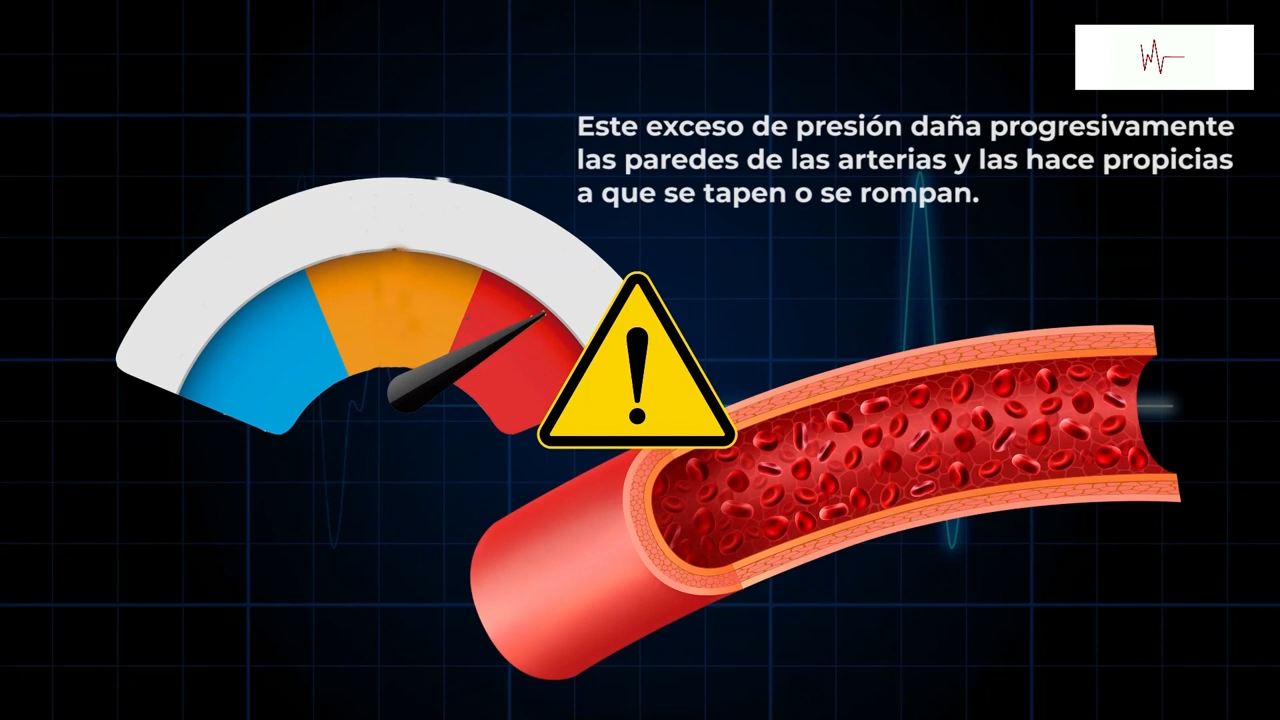 Este exceso de presión daña progresivamente
las paredes de las arterias y las hace propicias
a que se tapen o se rompan.